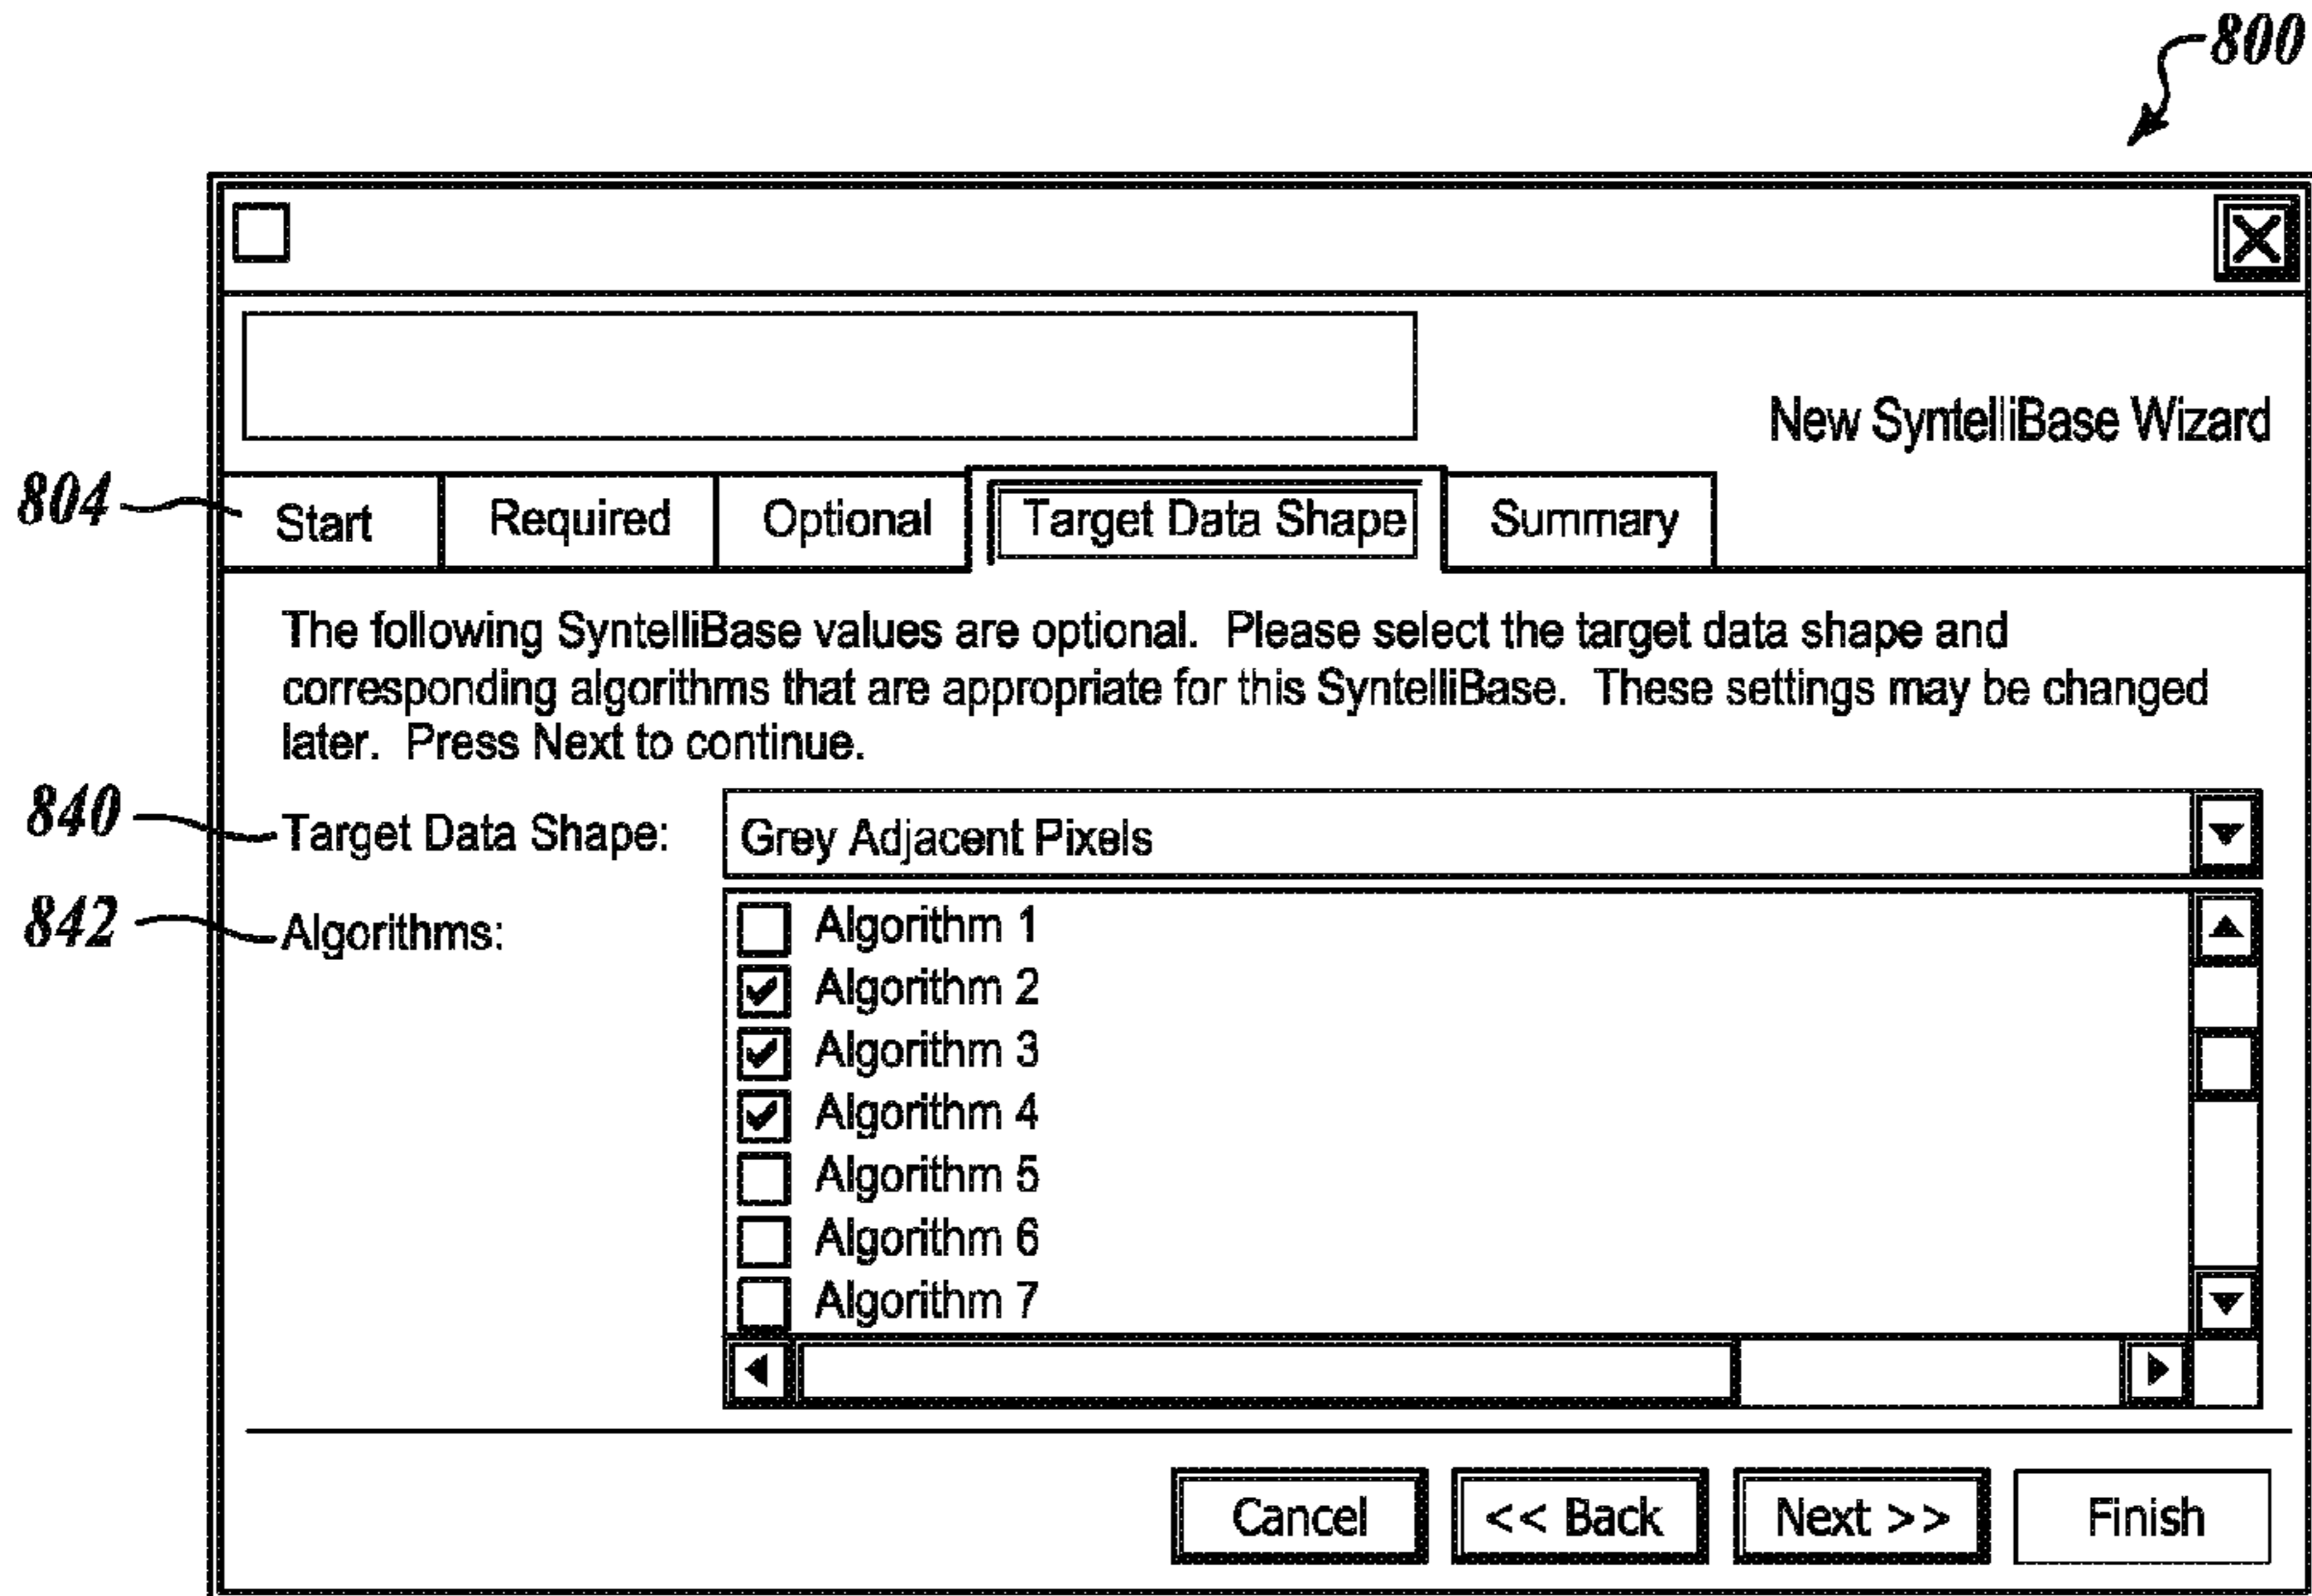 800
New SyntelliBase Wizard
804
Start Required Optional Target Data Shape Summary
The following SyntelliBase values are optional. Please select the target data shape and
corresponding algorithms that are appropriate for this SyntelliBase. These settings may be changed
later. Press Next to continue.
840 Target Data Shape: Grey Adjacent Pixels
842 Algorithms: Algorithm 1
Algorithm 2
Algorithm 3
Algorithm 4
Algorithm 5
Algorithm 6
Algorithm 7
Cancel << Back Next >> Finish